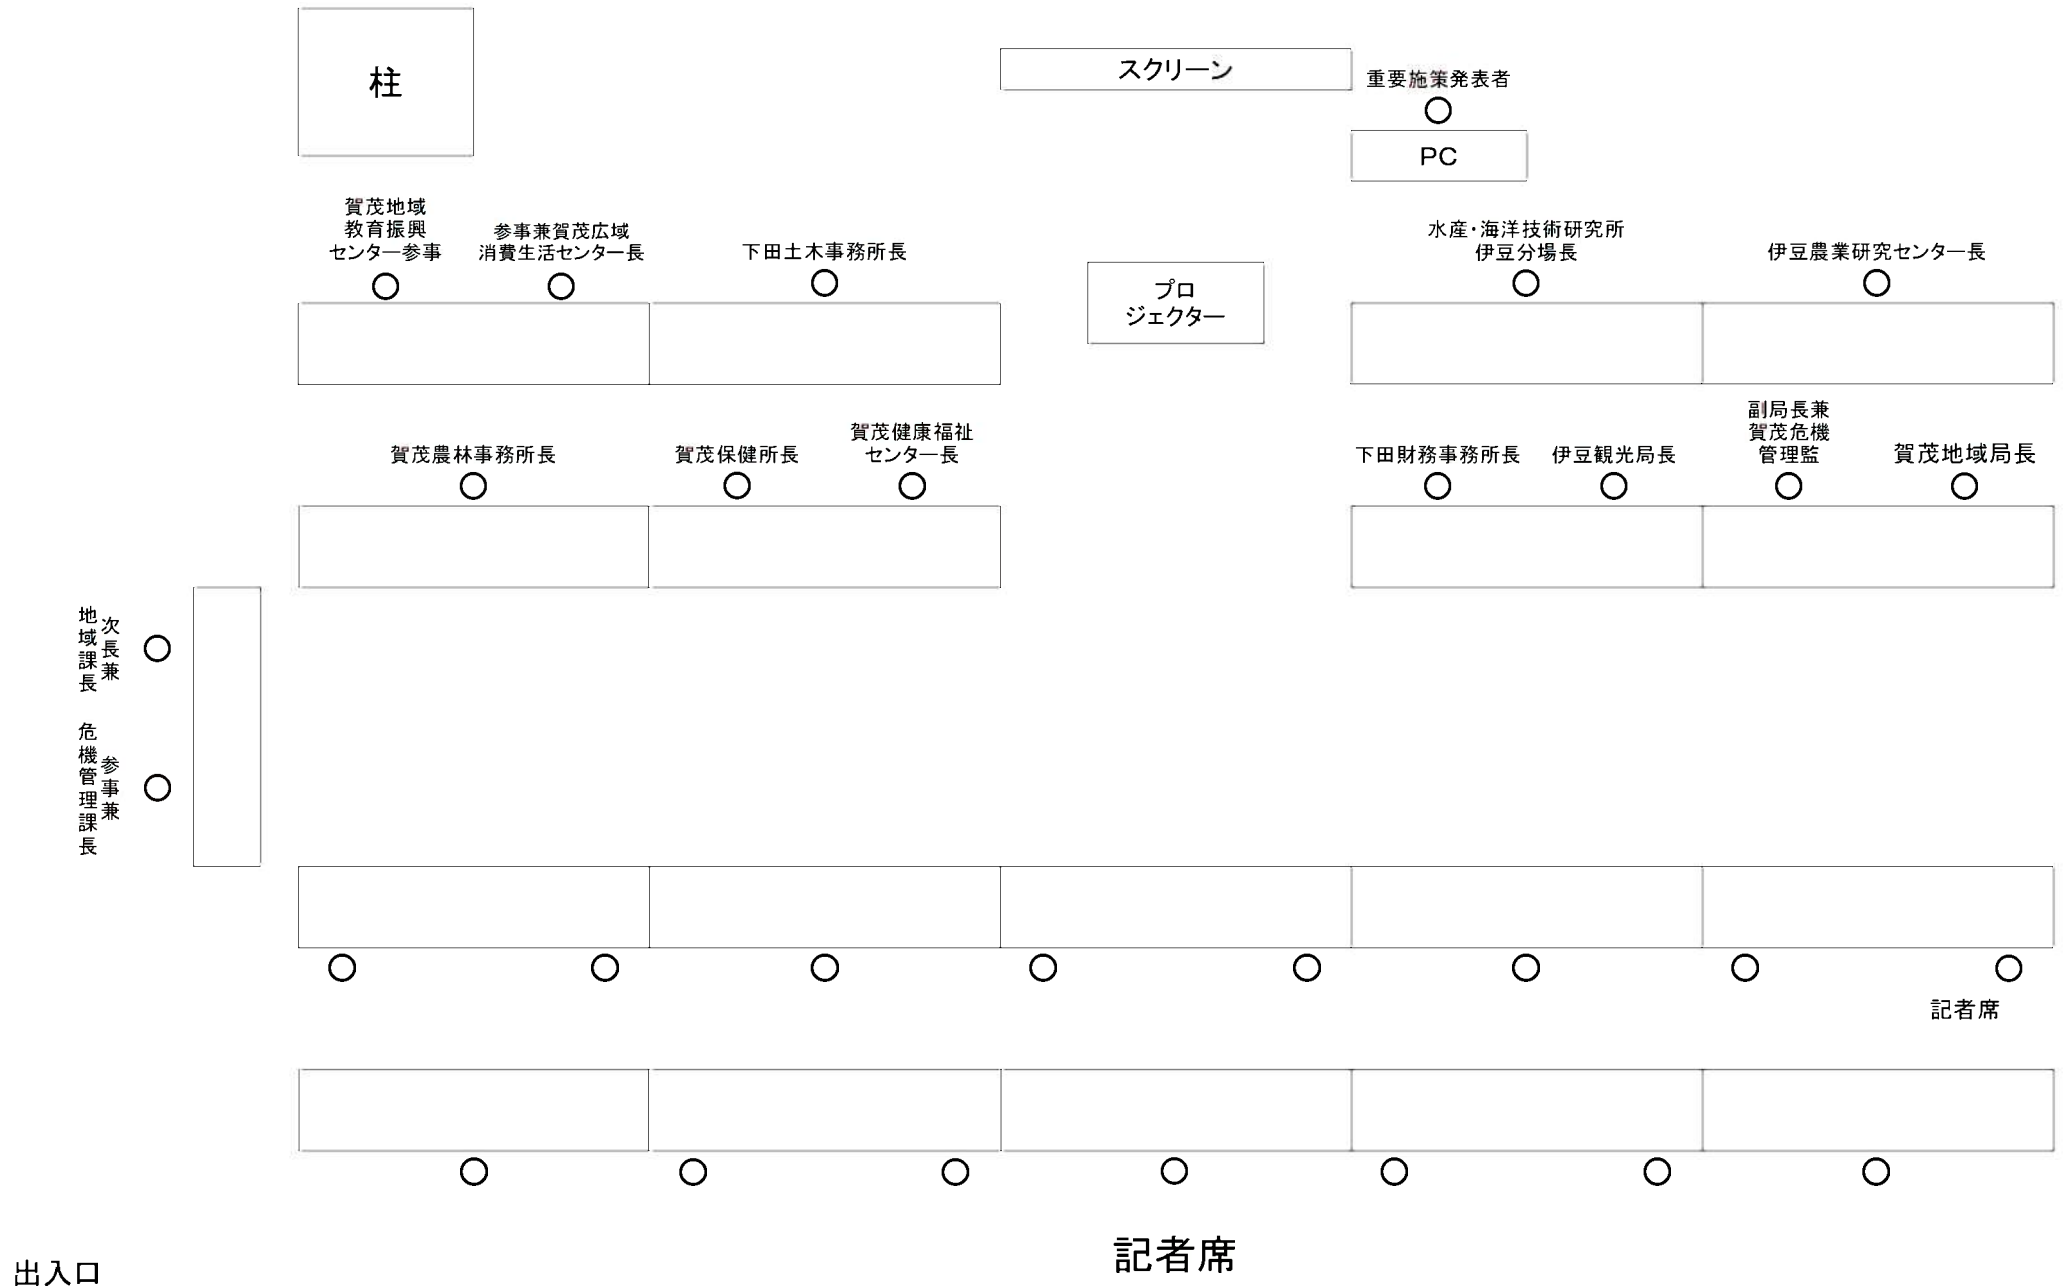 柱
スクリーン
重要施策発表者
PC
賀茂地域
教育振興
センター参事
参事兼賀茂広域
消費生活センター長
下田土木事務所長
プロ
ジェクター
水産・海洋技術研究所
伊豆分場長
伊豆農業研究センター長
賀茂農林事務所長
賀茂保健所長
賀茂健康福祉
センター長
下田財務事務所長
伊豆観光局長
副局長兼
賀茂危機
管理監
賀茂地域局長
次長兼
地域課長
参事兼
危機管理課長
記者席
記者席
出入口